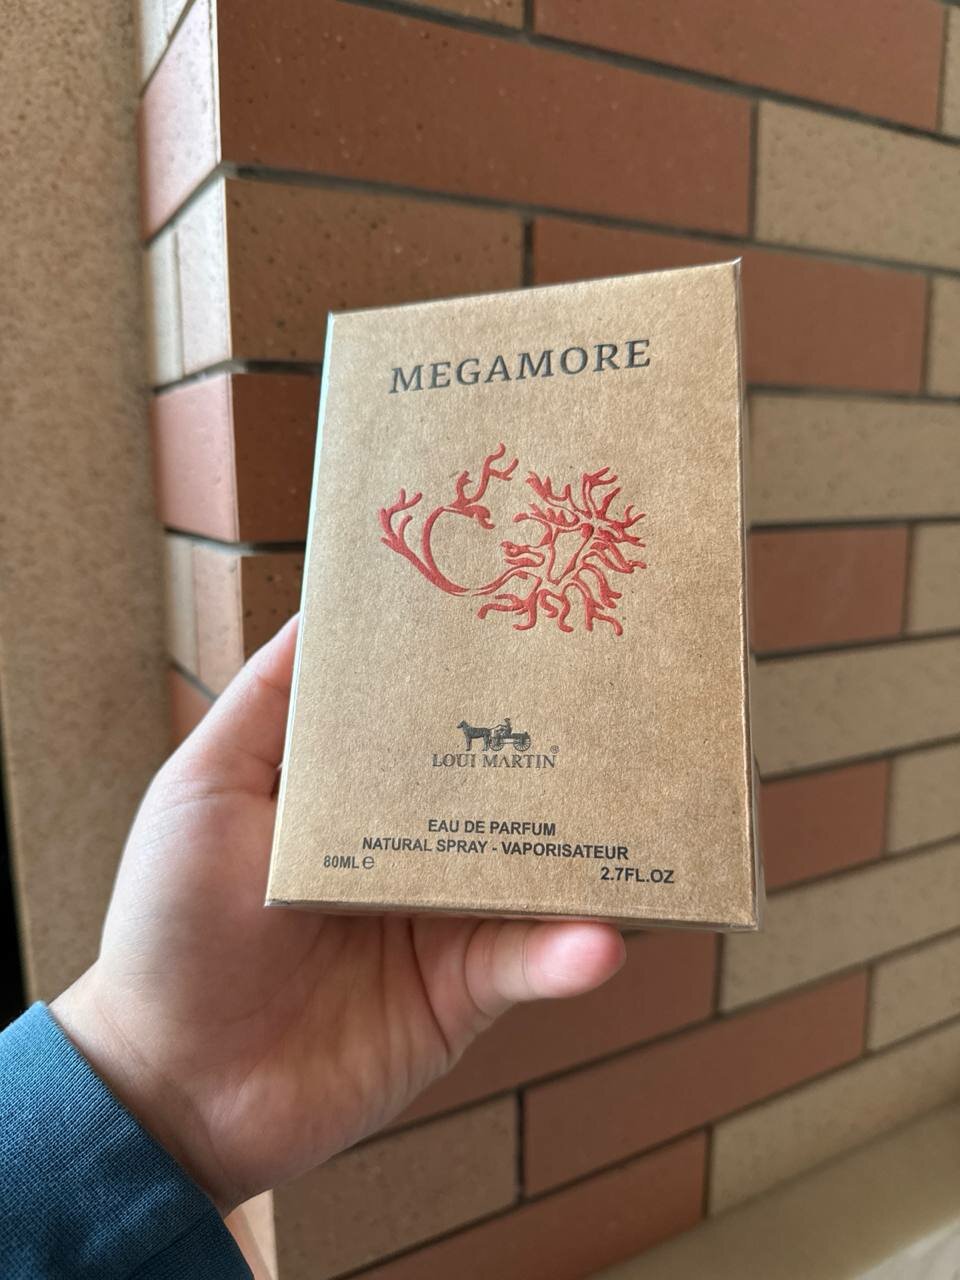 MEGAMORE
LOUI MARTIN®
EAU DE PARFUM
NATURAL SPRAY - VAPORISATEUR
80ML ℮
2.7FL.OZ